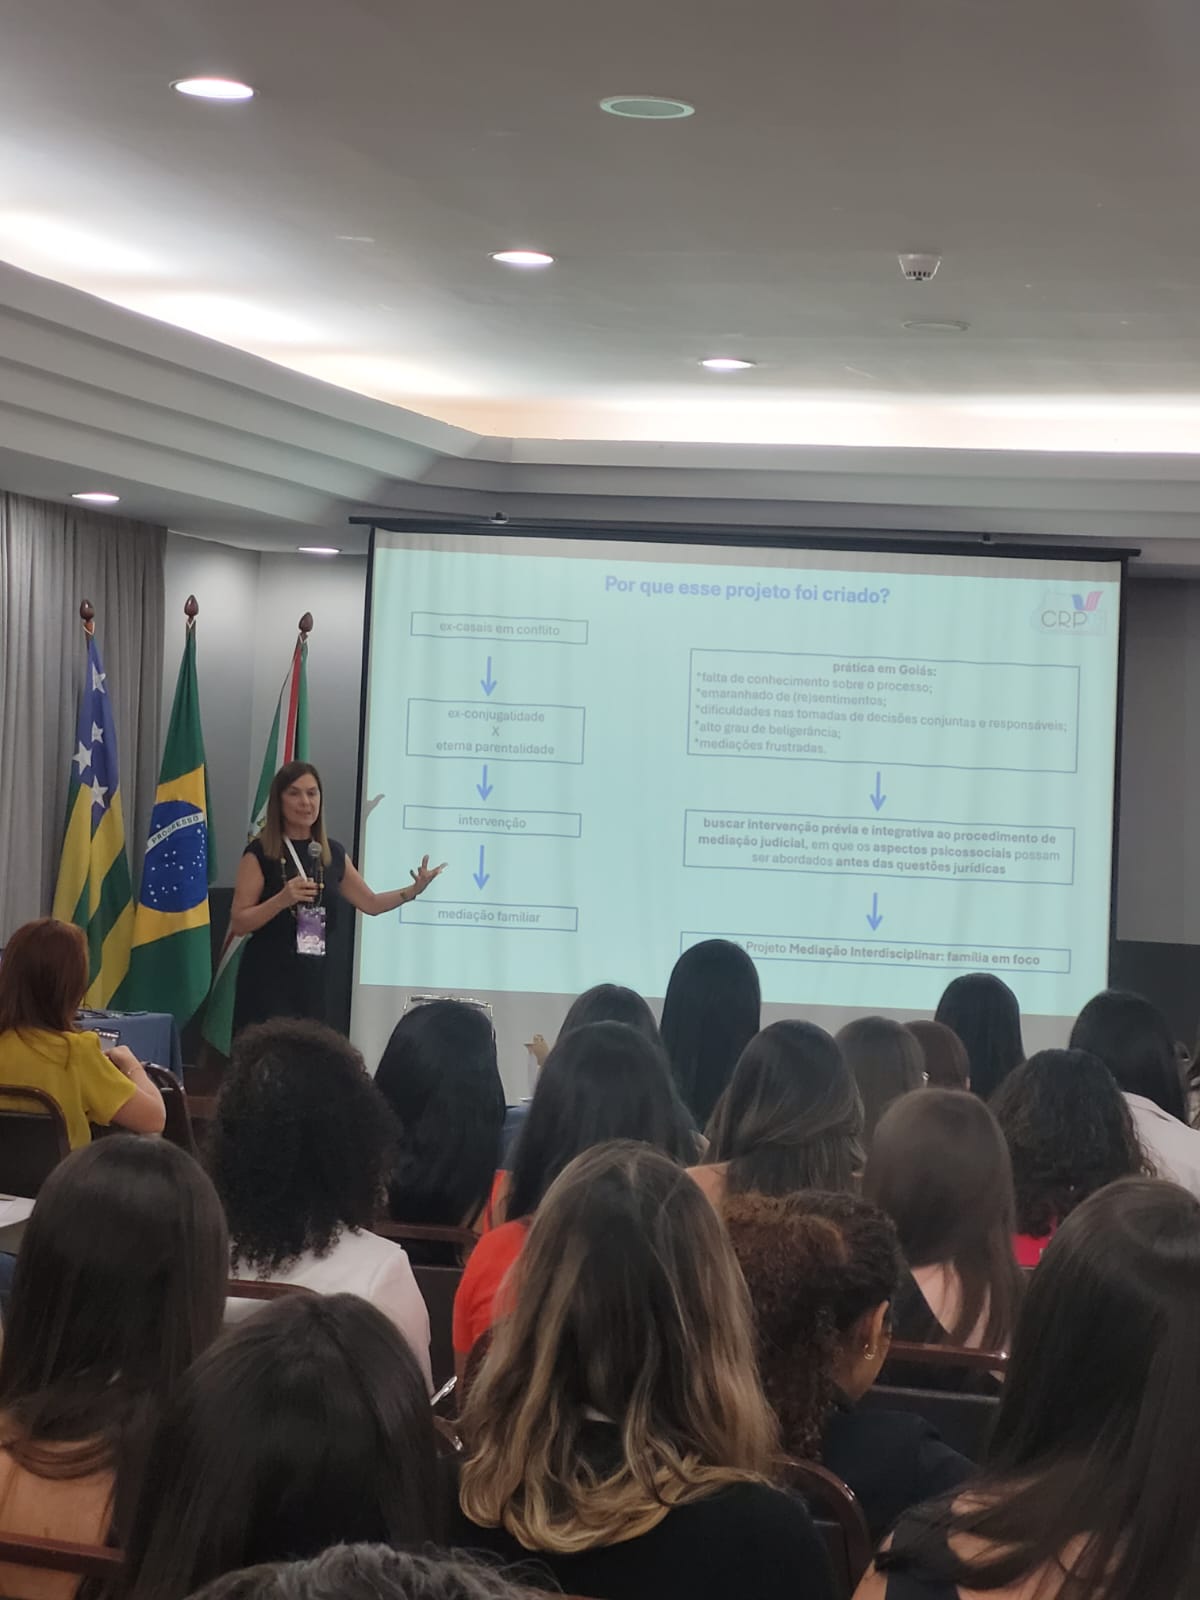 Por que esse projeto foi criado?
CRP
ex-casais em conflito
ex-conjugalidade
X
eterna parentalidade
intervenção
mediação familiar
prática em Goiás:
*falta de conhecimento sobre o processo;
*emaranhado de (re)sentimentos;
*dificuldades nas tomadas de decisões conjuntas e responsáveis;
*alto grau de beligerância;
*mediações frustradas.
buscar intervenção prévia e integrativa ao procedimento de
mediação judicial, em que os aspectos psicossociais possam
ser abordados antes das questões jurídicas
Projeto Mediação Interdisciplinar: família em foco
PROGRESSO